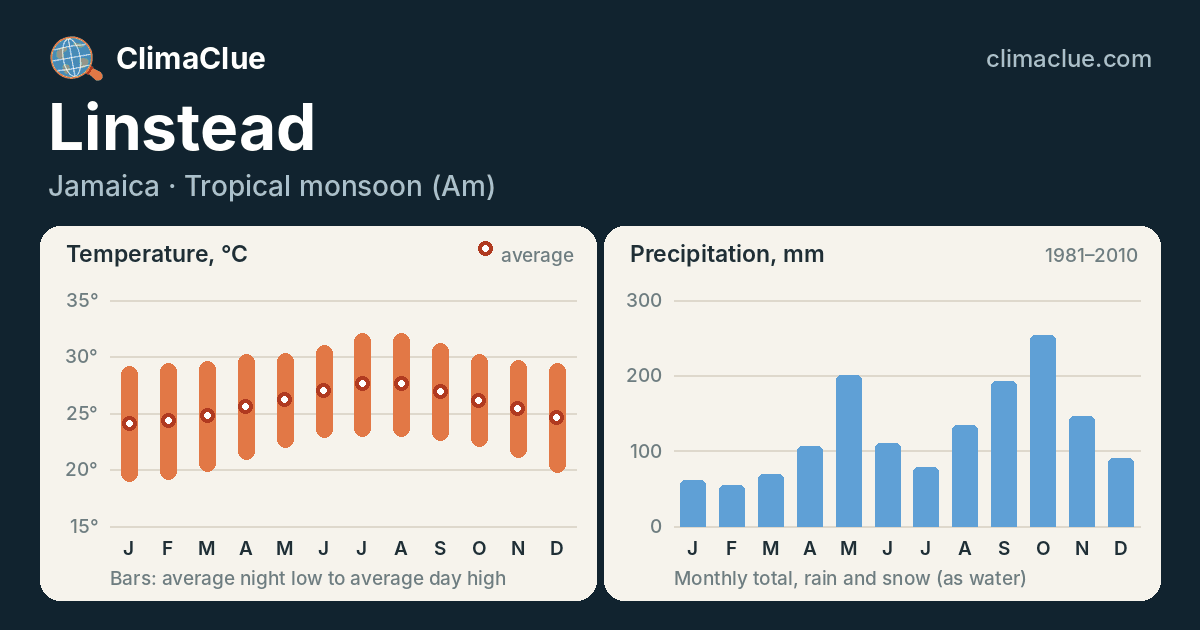 ClimaClue
climaclue.com
Linstead
Jamaica · Tropical monsoon (Am)
Temperature, °C
average
35°
30°
25°
20°
15°
J F M A M J J A S O N D
Bars: average night low to average day high
Precipitation, mm
1981–2010
300
200
100
0
J F M A M J J A S O N D
Monthly total, rain and snow (as water)